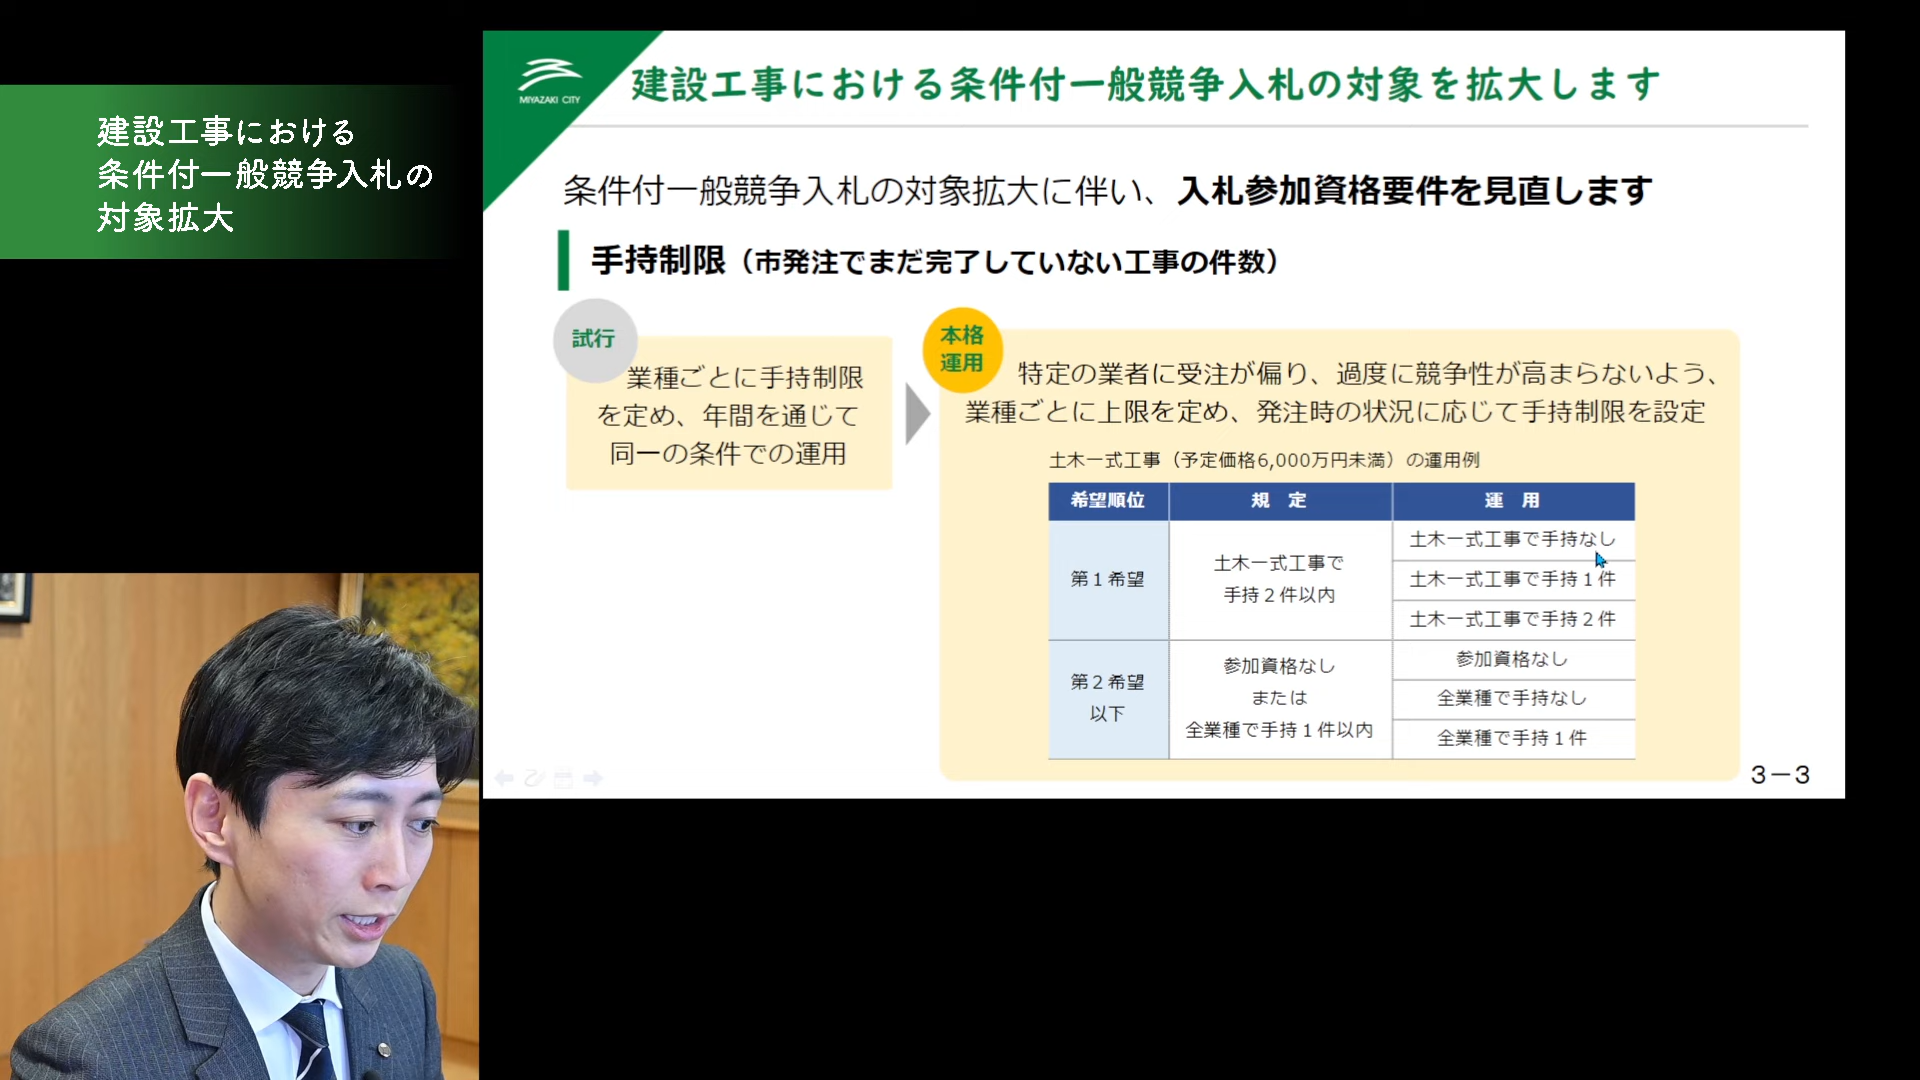 建設工事における
条件付一般競争入札の
対象拡大
MIYAZAKI CITY
建設工事における条件付一般競争入札の対象を拡大します
条件付一般競争入札の対象拡大に伴い、入札参加資格要件を見直します
手持制限（市発注でまだ完了していない工事の件数）
試行
業種ごとに手持制限
を定め、年間を通じて
同一の条件での運用
本格
運用
特定の業者に受注が偏り、過度に競争性が高まらないよう、
業種ごとに上限を定め、発注時の状況に応じて手持制限を設定
土木一式工事（予定価格6,000万円未満）の運用例
希望順位 規　定 運　用
第１希望
土木一式工事で
手持２件以内
土木一式工事で手持なし
土木一式工事で手持１件
土木一式工事で手持２件
第２希望
以下
参加資格なし
または
全業種で手持１件以内
参加資格なし
全業種で手持なし
全業種で手持１件
３－３